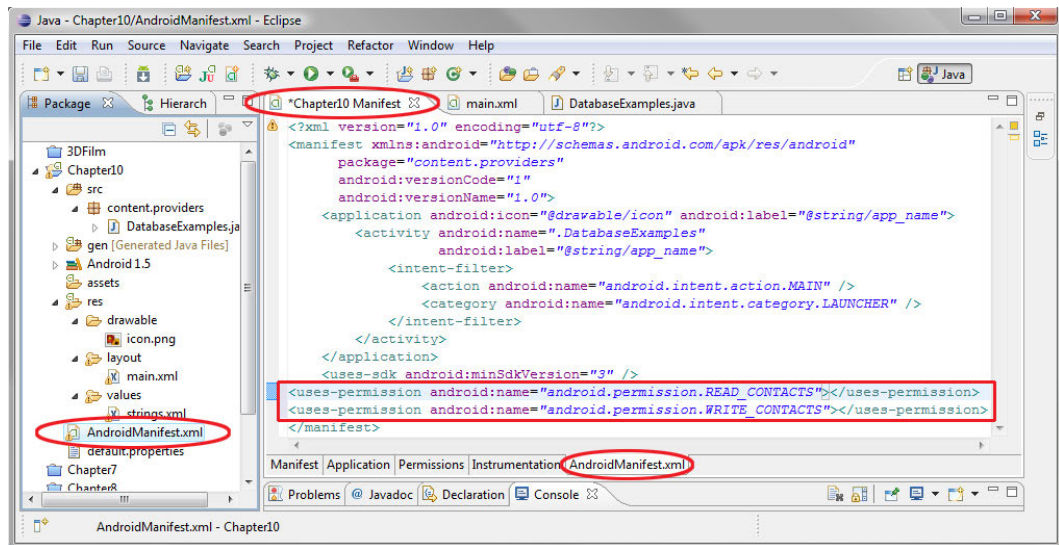 Java - Chapter10/AndroidManifest.xml - Eclipse
File Edit Run Source Navigate Search Project Refactor Window Help
Java
Package
Hierarch
*Chapter10 Manifest
main.xml
DatabaseExamples.java
3DFilm
Chapter10
src
content.providers
DatabaseExamples.ja
gen [Generated Java Files]
Android 1.5
assets
res
drawable
icon.png
layout
main.xml
values
strings.xml
AndroidManifest.xml
default.properties
Chapter7
Chapter8
<?xml version="1.0" encoding="utf-8"?>
<manifest xmlns:android="http://schemas.android.com/apk/res/android"
package="content.providers"
android:versionCode="1"
android:versionName="1.0">
<application android:icon="@drawable/icon" android:label="@string/app_name">
<activity android:name=".DatabaseExamples"
android:label="@string/app_name">
<intent-filter>
<action android:name="android.intent.action.MAIN" />
<category android:name="android.intent.category.LAUNCHER" />
</intent-filter>
</activity>
</application>
<uses-sdk android:minSdkVersion="3" />
<uses-permission android:name="android.permission.READ_CONTACTS"></uses-permission>
<uses-permission android:name="android.permission.WRITE_CONTACTS"></uses-permission>
</manifest>
Manifest Application Permissions Instrumentation AndroidManifest.xml
Problems @ Javadoc Declaration Console
AndroidManifest.xml - Chapter10